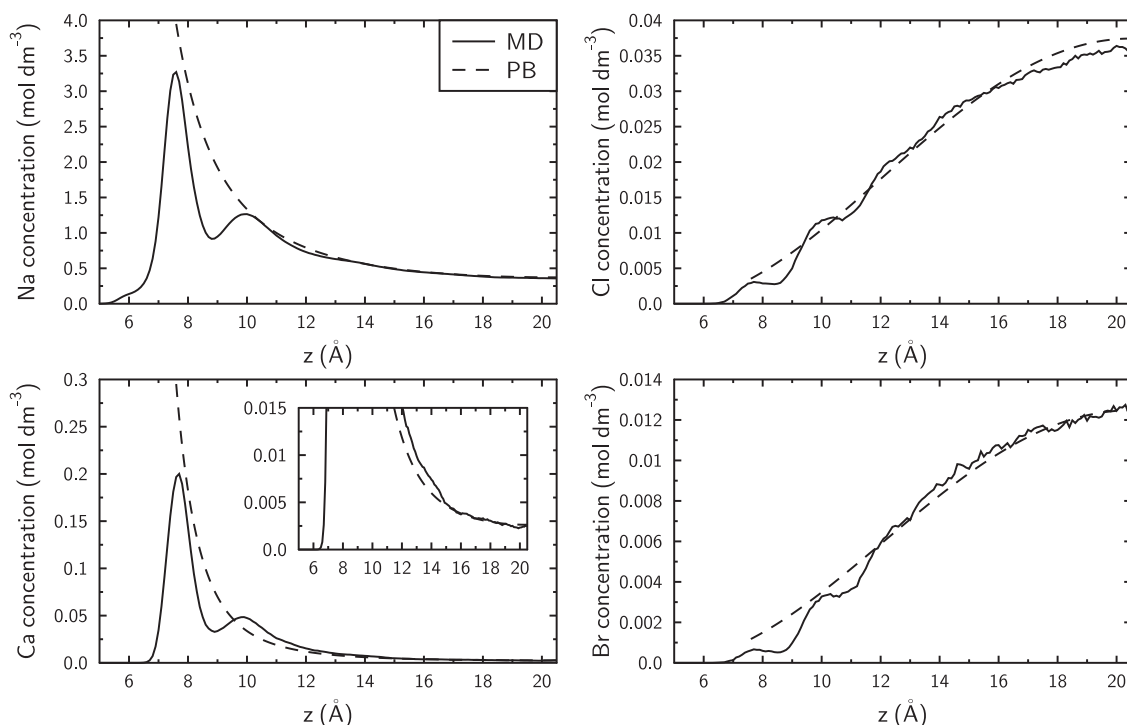 4.0
3.5
3.0
2.5
2.0
1.5
1.0
0.5
0.0
Na concentration (mol dm⁻³)
6 8 10 12 14 16 18 20
z (Å)
MD
PB
0.04
0.035
0.03
0.025
0.02
0.015
0.01
0.005
0
Cl concentration (mol dm⁻³)
6 8 10 12 14 16 18 20
z (Å)
0.3
0.25
0.2
0.15
0.1
0.05
0.0
Ca concentration (mol dm⁻³)
6 8 10 12 14 16 18 20
z (Å)
0.015
0.010
0.005
0.0
6 8 10 12 14 16 18 20
0.014
0.012
0.01
0.008
0.006
0.004
0.002
0
Br concentration (mol dm⁻³)
6 8 10 12 14 16 18 20
z (Å)